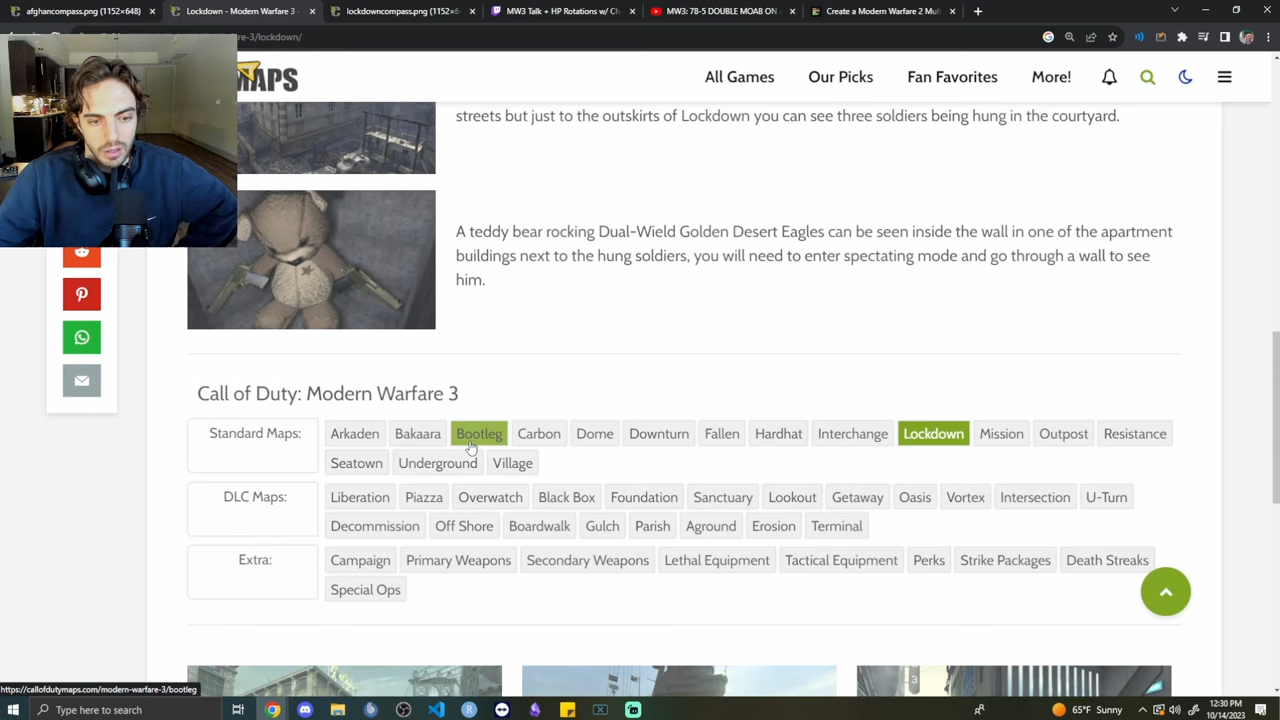 afghancompass.png (1152×648)
Lockdown - Modern Warfare 3
lockdowncompass.png (1152×6
MW3 Talk + HP Rotations w/ Ch
MW3: 78-5 DOUBLE MOAB ON
Create a Modern Warfare 2 Mul
re-3/lockdown/
MAPS
All Games
Our Picks
Fan Favorites
More!
streets but just to the outskirts of Lockdown you can see three soldiers being hung in the courtyard.
A teddy bear rocking Dual-Wield Golden Desert Eagles can be seen inside the wall in one of the apartment
buildings next to the hung soldiers, you will need to enter spectating mode and go through a wall to see
him.
Call of Duty: Modern Warfare 3
Standard Maps:
Arkaden Bakaara Bootleg Carbon Dome Downturn Fallen Hardhat Interchange Lockdown Mission Outpost Resistance
Seatown Underground Village
DLC Maps:
Liberation Piazza Overwatch Black Box Foundation Sanctuary Lookout Getaway Oasis Vortex Intersection U-Turn
Decommission Off Shore Boardwalk Gulch Parish Aground Erosion Terminal
Extra:
Campaign Primary Weapons Secondary Weapons Lethal Equipment Tactical Equipment Perks Strike Packages Death Streaks
Special Ops
3
https://callofdutymaps.com/modern-warfare-3/bootleg
Type here to search
65°F Sunny
12:30 PM
10/14/2023